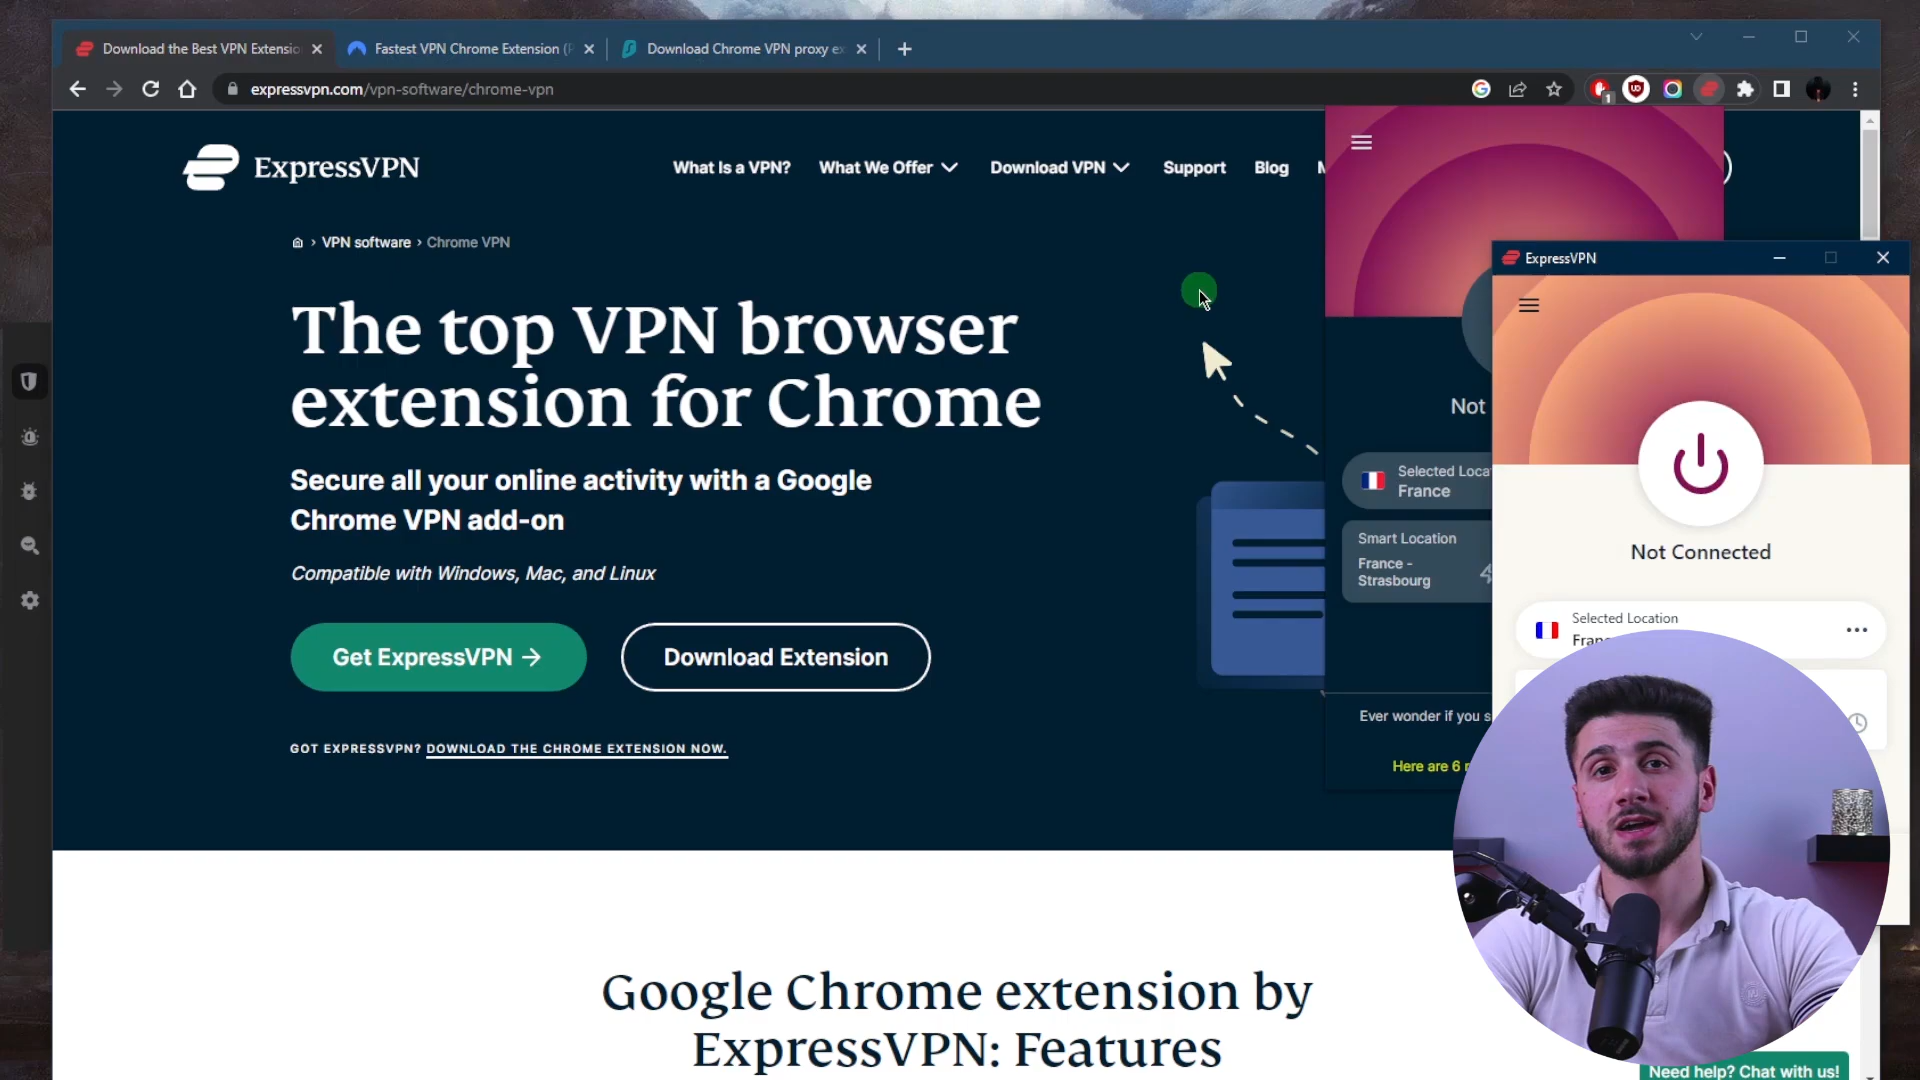 Download the Best VPN Extensio
Fastest VPN Chrome Extension (F
Download Chrome VPN proxy ex
expressvpn.com/vpn-software/chrome-vpn
1
ExpressVPN
What Is a VPN?
What We Offer
Download VPN
Support
Blog
VPN software › Chrome VPN
The top VPN browser
extension for Chrome
Secure all your online activity with a Google
Chrome VPN add-on
Compatible with Windows, Mac, and Linux
Get ExpressVPN →
Download Extension
GOT EXPRESSVPN? DOWNLOAD THE CHROME EXTENSION NOW.
Google Chrome extension by
ExpressVPN: Features
Not
Selected Loca
France
Smart Location
France -
Strasbourg
Ever wonder if you s
Here are 6
ExpressVPN
Not Connected
Selected Location
Fran
Need help? Chat with us!